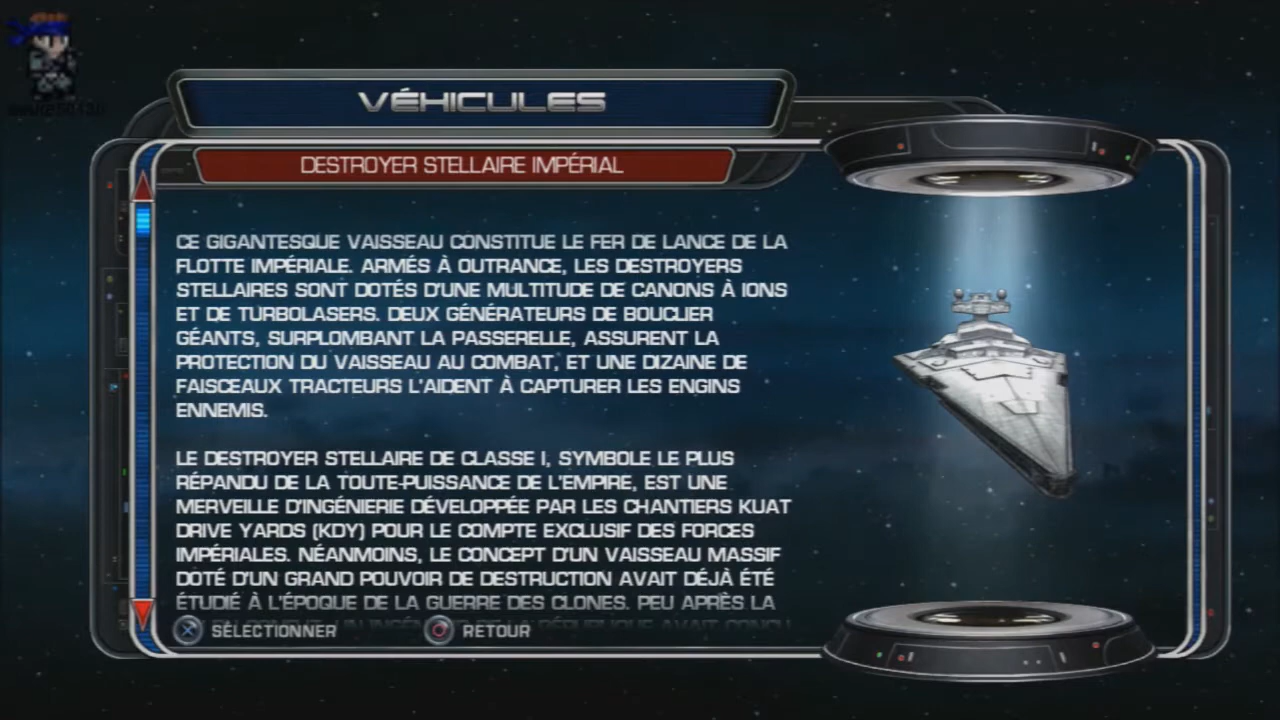 VÉHICULES
DESTROYER STELLAIRE IMPÉRIAL
CE GIGANTESQUE VAISSEAU CONSTITUE LE FER DE LANCE DE LA
FLOTTE IMPÉRIALE. ARMÉS À OUTRANCE, LES DESTROYERS
STELLAIRES SONT DOTÉS D'UNE MULTITUDE DE CANONS À IONS
ET DE TURBOLASERS. DEUX GÉNÉRATEURS DE BOUCLIER
GÉANTS, SURPLOMBANT LA PASSERELLE, ASSURENT LA
PROTECTION DU VAISSEAU AU COMBAT, ET UNE DIZAINE DE
FAISCEAUX TRACTEURS L'AIDENT À CAPTURER LES ENGINS
ENNEMIS.
LE DESTROYER STELLAIRE DE CLASSE I, SYMBOLE LE PLUS
RÉPANDU DE LA TOUTE-PUISSANCE DE L'EMPIRE, EST UNE
MERVEILLE D'INGÉNIERIE DÉVELOPPÉE PAR LES CHANTIERS KUAT
DRIVE YARDS (KDY) POUR LE COMPTE EXCLUSIF DES FORCES
IMPÉRIALES. NÉANMOINS, LE CONCEPT D'UN VAISSEAU MASSIF
DOTÉ D'UN GRAND POUVOIR DE DESTRUCTION AVAIT DÉJÀ ÉTÉ
ÉTUDIÉ À L'ÉPOQUE DE LA GUERRE DES CLONES. PEU APRÈS LA
SÉLECTIONNER
RETOUR